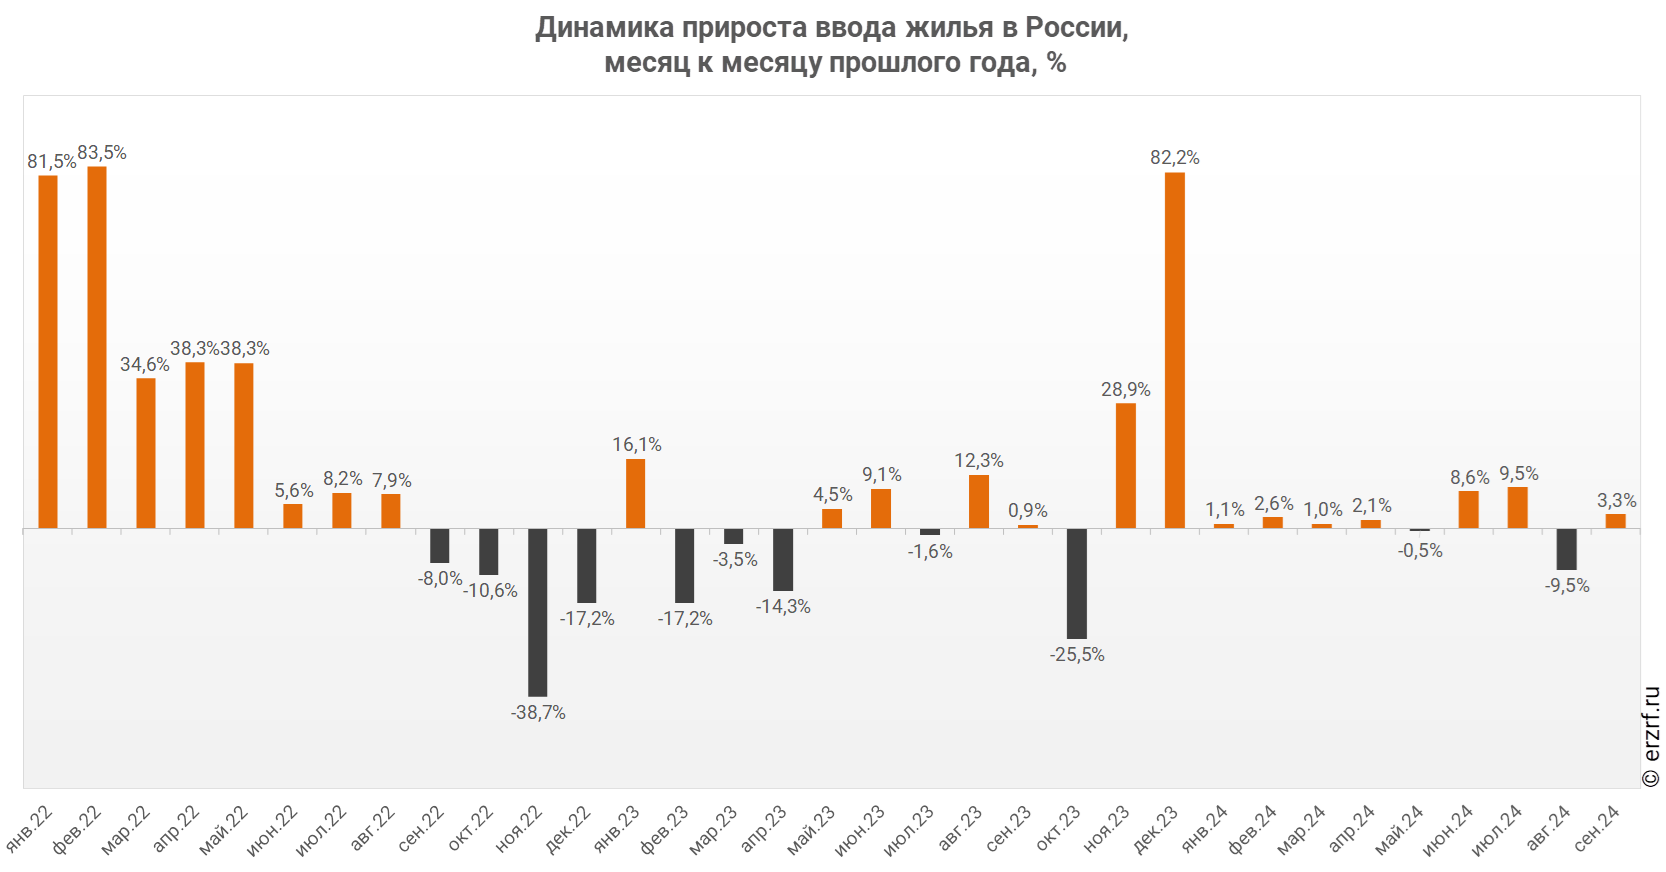 Динамика прироста ввода жилья в России,
месяц к месяцу прошлого года, %
81,5%
83,5%
34,6%
38,3%
38,3%
5,6%
8,2%
7,9%
-8,0%
-10,6%
-38,7%
-17,2%
16,1%
-17,2%
-3,5%
-14,3%
4,5%
9,1%
-1,6%
12,3%
0,9%
-25,5%
28,9%
82,2%
1,1%
2,6%
1,0%
2,1%
-0,5%
8,6%
9,5%
-9,5%
3,3%
янв.22
фев.22
мар.22
апр.22
май.22
июн.22
июл.22
авг.22
сен.22
окт.22
ноя.22
дек.22
янв.23
фев.23
мар.23
апр.23
май.23
июн.23
июл.23
авг.23
сен.23
окт.23
ноя.23
дек.23
янв.24
фев.24
мар.24
апр.24
май.24
июн.24
июл.24
авг.24
сен.24
© erzrf.ru